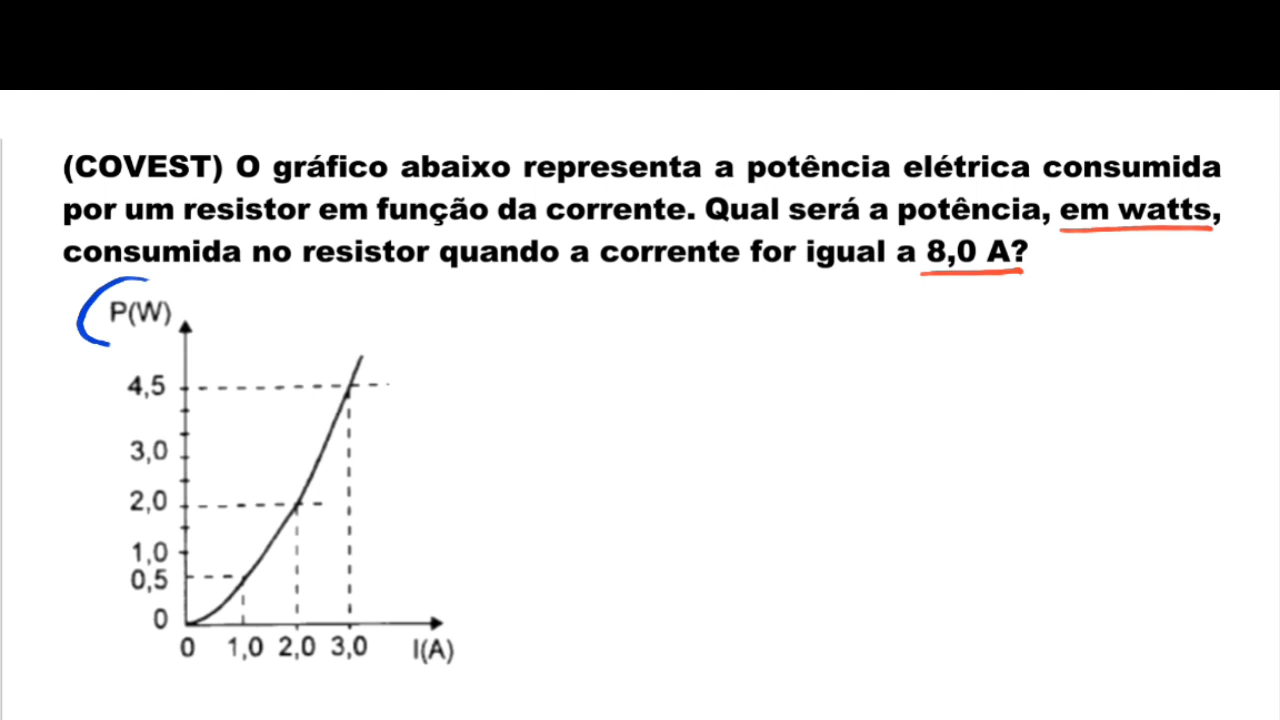 (COVEST) O gráfico abaixo representa a potência elétrica consumida
por um resistor em função da corrente. Qual será a potência, em watts,
consumida no resistor quando a corrente for igual a 8,0 A?
P(W)
4,5
3,0
2,0
1,0
0,5
0
0 1,0 2,0 3,0 I(A)